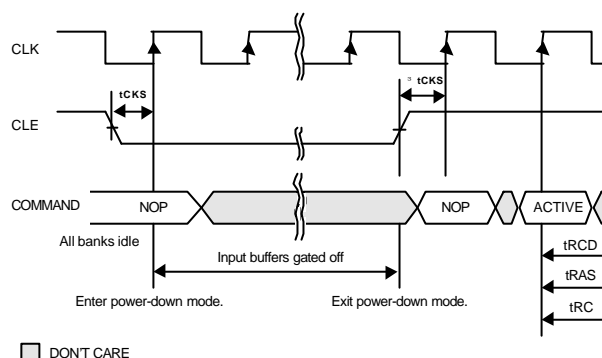 CLK
tCKS
tCKS
CLE
COMMAND
NOP
NOP
ACTIVE
All banks idle
Input buffers gated off
tRCD
tRAS
tRC
Enter power-down mode.
Exit power-down mode.
DON'T CARE